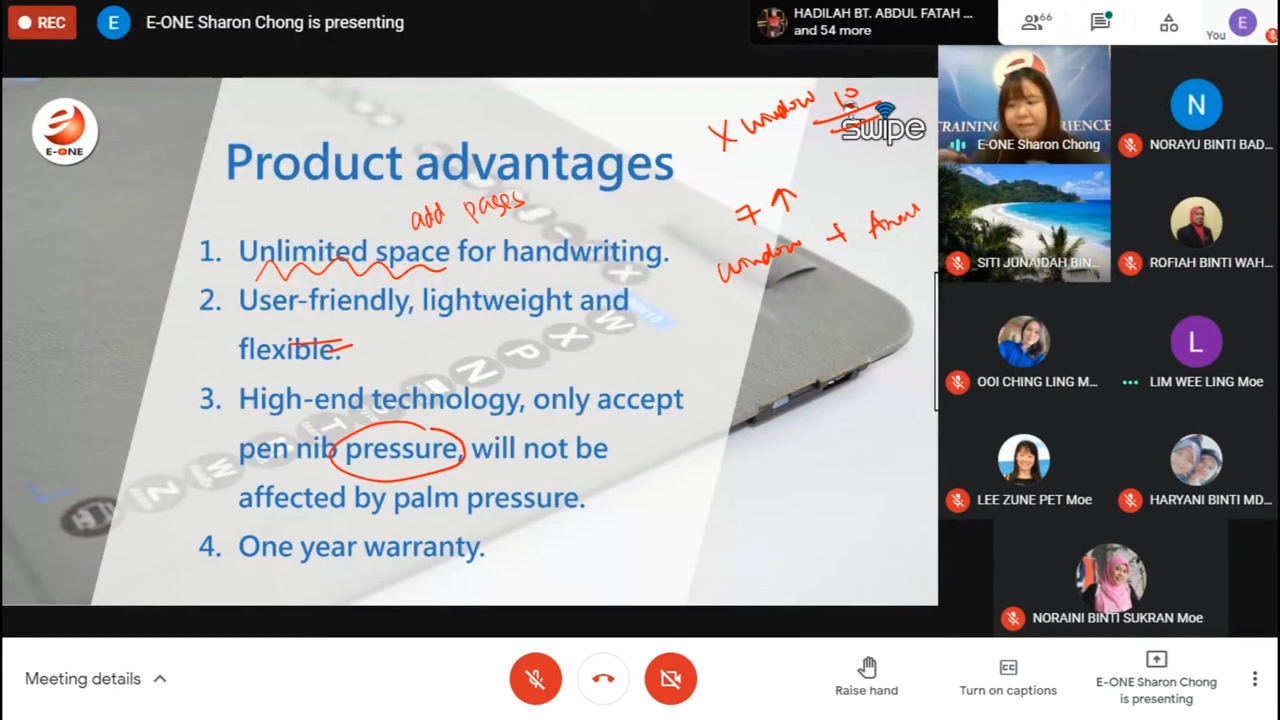 REC
E
E-ONE Sharon Chong is presenting
HADILAH BT. ABDUL FATAH ...
and 54 more
66
You
E
E-ONE
Product advantages
add pages
1. Unlimited space for handwriting.
2. User-friendly, lightweight and
flexible.
3. High-end technology, only accept
pen nib pressure, will not be
affected by palm pressure.
4. One year warranty.
X window 10
swipe
7 ↑
window +
TRAINING
E-ONE Sharon Chong
N
NORAYU BINTI BAD...
SITI JUNAIDAH BIN...
ROFIAH BINTI WAH...
OOI CHING LING M...
L
LIM WEE LING Moe
LEE ZUNE PET Moe
HARYANI BINTI MD...
NORAINI BINTI SUKRAN Moe
Meeting details
Raise hand
CC
Turn on captions
E-ONE Sharon Chong
is presenting